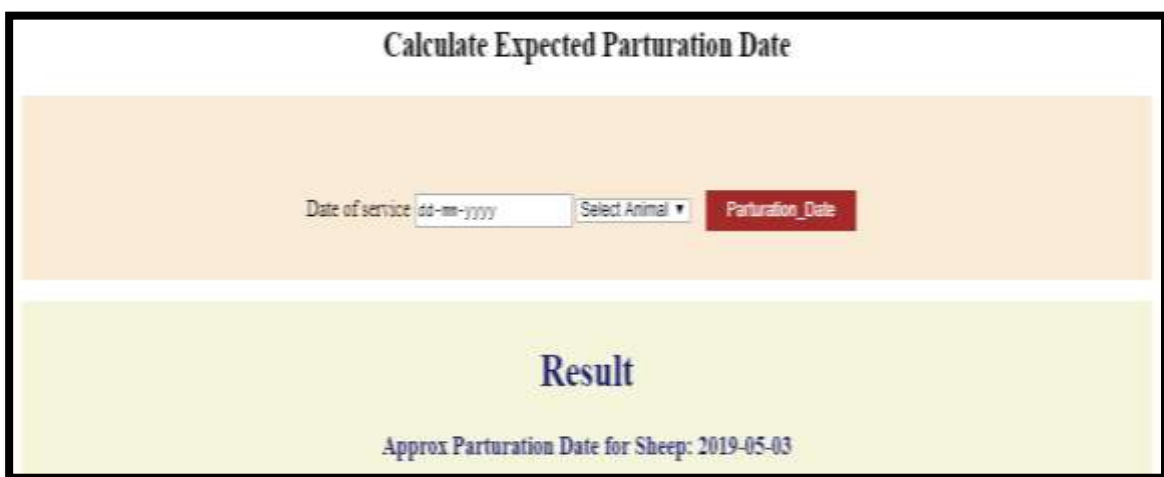 Calculate Expected Parturation Date
Date of service dd-mm-yyyy Select Animal ▾ Parturation_Date
Result
Approx Parturation Date for Sheep: 2019-05-03